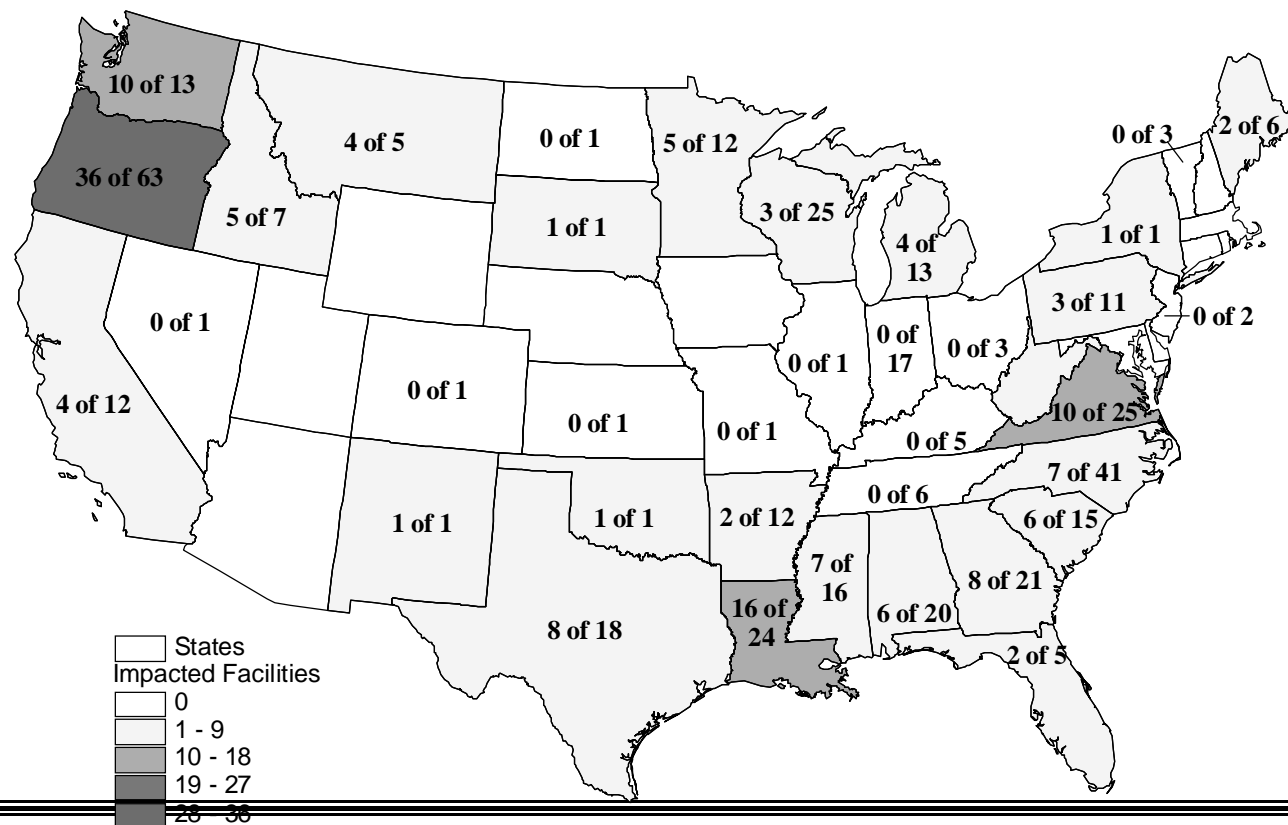 10 of 13
4 of 5
0 of 1
5 of 12
0 of 3
2 of 6
36 of 63
5 of 7
1 of 1
3 of 25
4 of
13
1 of 1
0 of 1
3 of 11
0 of 2
4 of 12
0 of 1
0 of 1
0 of 1
0 of 1
0 of
17
0 of 3
10 of 25
0 of 5
7 of 41
0 of 6
1 of 1
1 of 1
2 of 12
6 of 15
7 of
16
8 of 21
6 of 20
8 of 18
16 of
24
2 of 5
States
Impacted Facilities
0
1 - 9
10 - 18
19 - 27
28 - 36